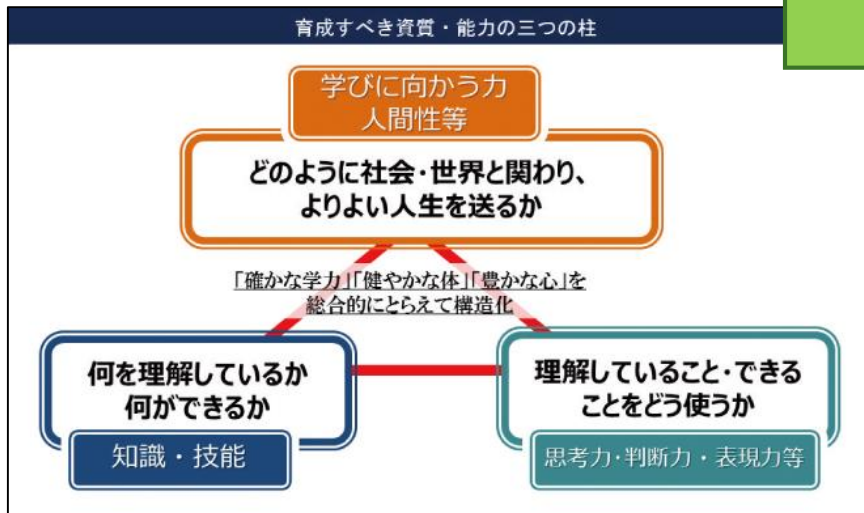 育成すべき資質・能力の三つの柱
学びに向かう力
人間性等
どのように社会・世界と関わり、
よりよい人生を送るか
「確かな学力」「健やかな体」「豊かな心」を
総合的にとらえて構造化
何を理解しているか
何ができるか
知識・技能
理解していること・できる
ことをどう使うか
思考力・判断力・表現力等